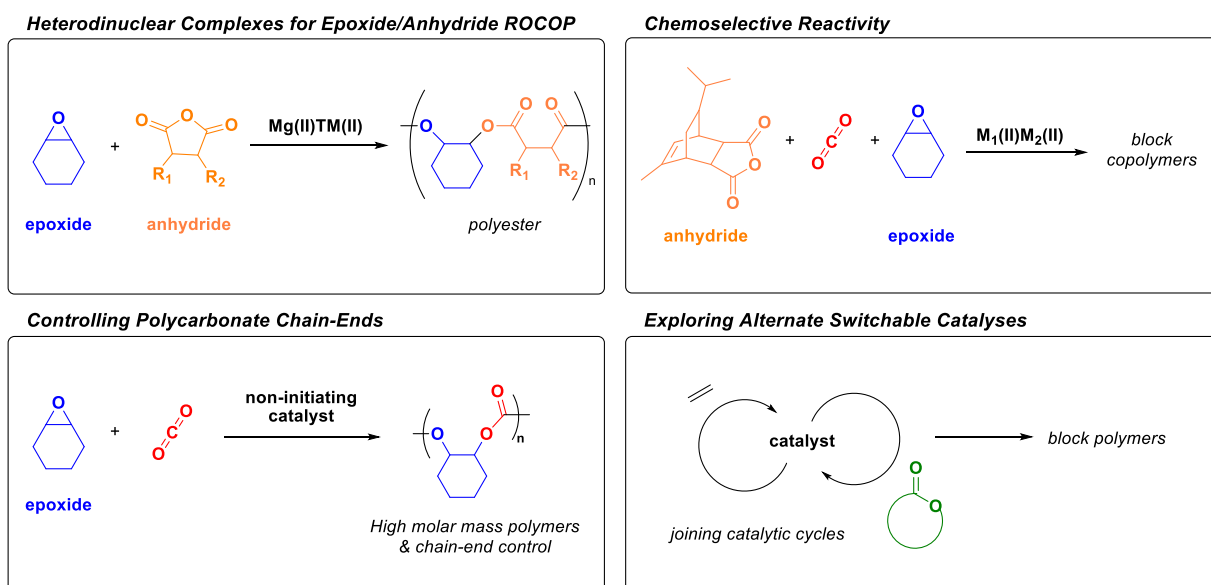 Heterodinuclear Complexes for Epoxide/Anhydride ROCOP
O
+
O
O
O
R1
R2
Mg(II)TM(II)
O
O
O
O
R1
R2
n
epoxide
anhydride
polyester
Chemoselective Reactivity
O
O
O
+
O
C
O
+
O
M1(II)M2(II)
block
copolymers
anhydride
epoxide
Controlling Polycarbonate Chain-Ends
O
+
O
C
O
non-initiating
catalyst
O
O
O
n
epoxide
High molar mass polymers
& chain-end control
Exploring Alternate Switchable Catalyses
catalyst
O
O
block polymers
joining catalytic cycles